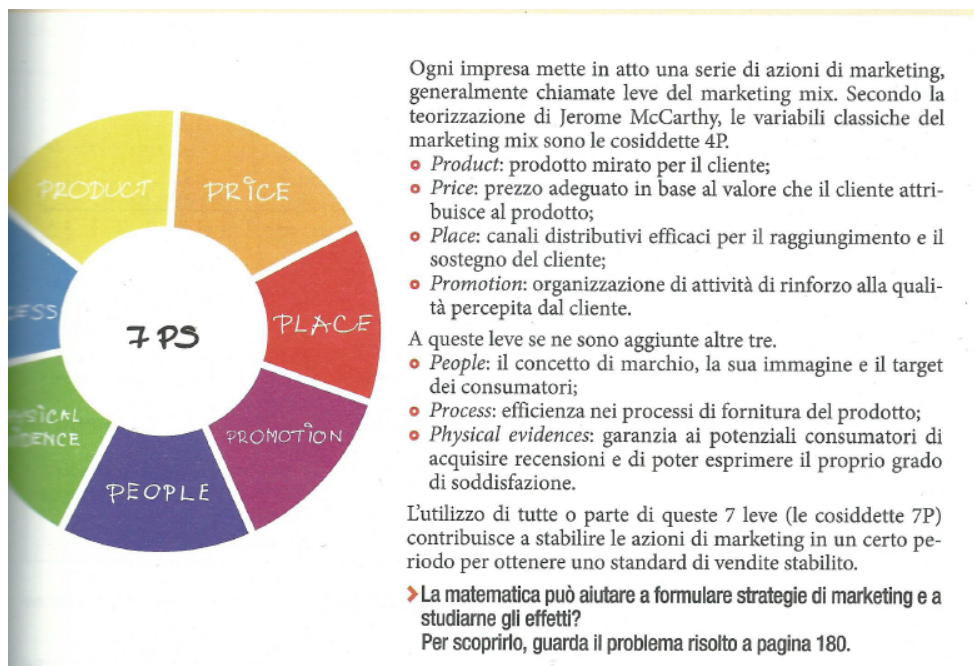 PRODUCT
PRICE
PLACE
PROMOTION
PEOPLE
7 PS
Ogni impresa mette in atto una serie di azioni di marketing,
generalmente chiamate leve del marketing mix. Secondo la
teorizzazione di Jerome McCarthy, le variabili classiche del
marketing mix sono le cosiddette 4P.
Product: prodotto mirato per il cliente;
Price: prezzo adeguato in base al valore che il cliente attri-
buisce al prodotto;
Place: canali distributivi efficaci per il raggiungimento e il
sostegno del cliente;
Promotion: organizzazione di attività di rinforzo alla quali-
tà percepita dal cliente.
A queste leve se ne sono aggiunte altre tre.
People: il concetto di marchio, la sua immagine e il target
dei consumatori;
Process: efficienza nei processi di fornitura del prodotto;
Physical evidences: garanzia ai potenziali consumatori di
acquisire recensioni e di poter esprimere il proprio grado
di soddisfazione.
L'utilizzo di tutte o parte di queste 7 leve (le cosiddette 7P)
contribuisce a stabilire le azioni di marketing in un certo pe-
riodo per ottenere uno standard di vendite stabilito.
La matematica può aiutare a formulare strategie di marketing e a
studiarne gli effetti?
Per scoprirlo, guarda il problema risolto a pagina 180.